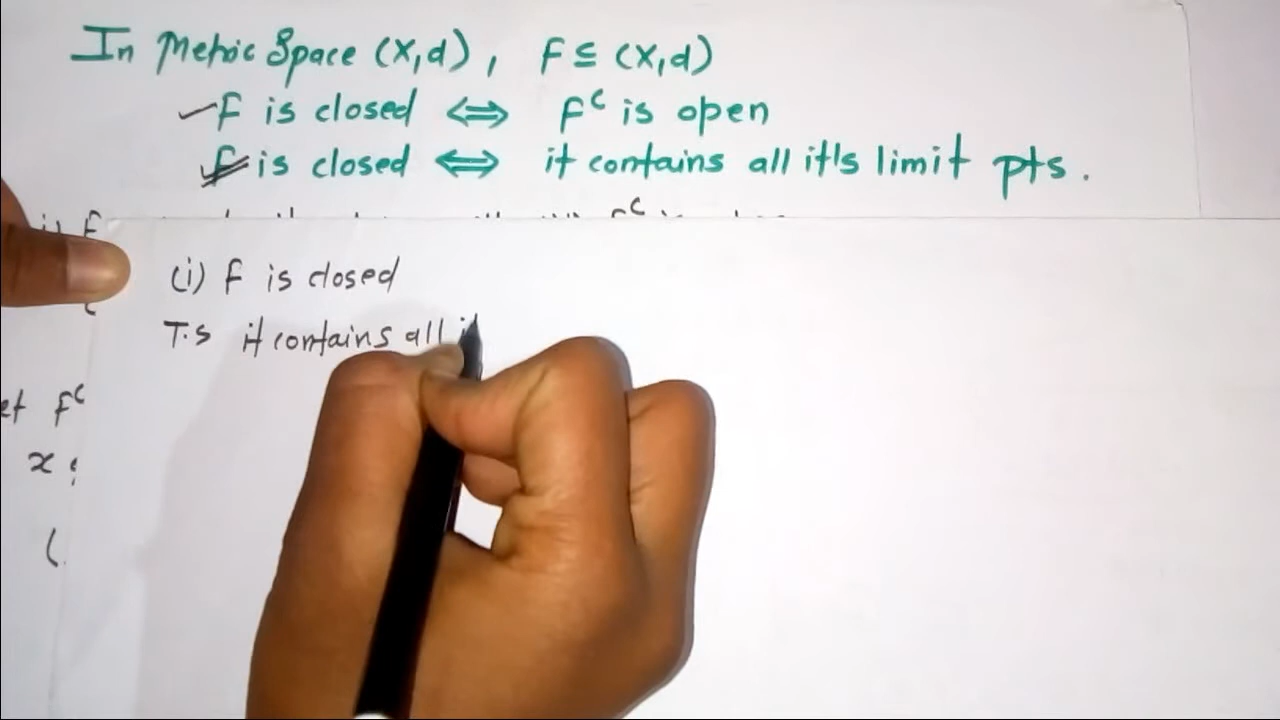 In Metric Space (X,d), F ⊆ (X,d)
F is closed ⇔ F^c is open
F is closed ⇔ it contains all it's limit pts.
(i) F is closed
T.S it contains all
et F^c
x
(